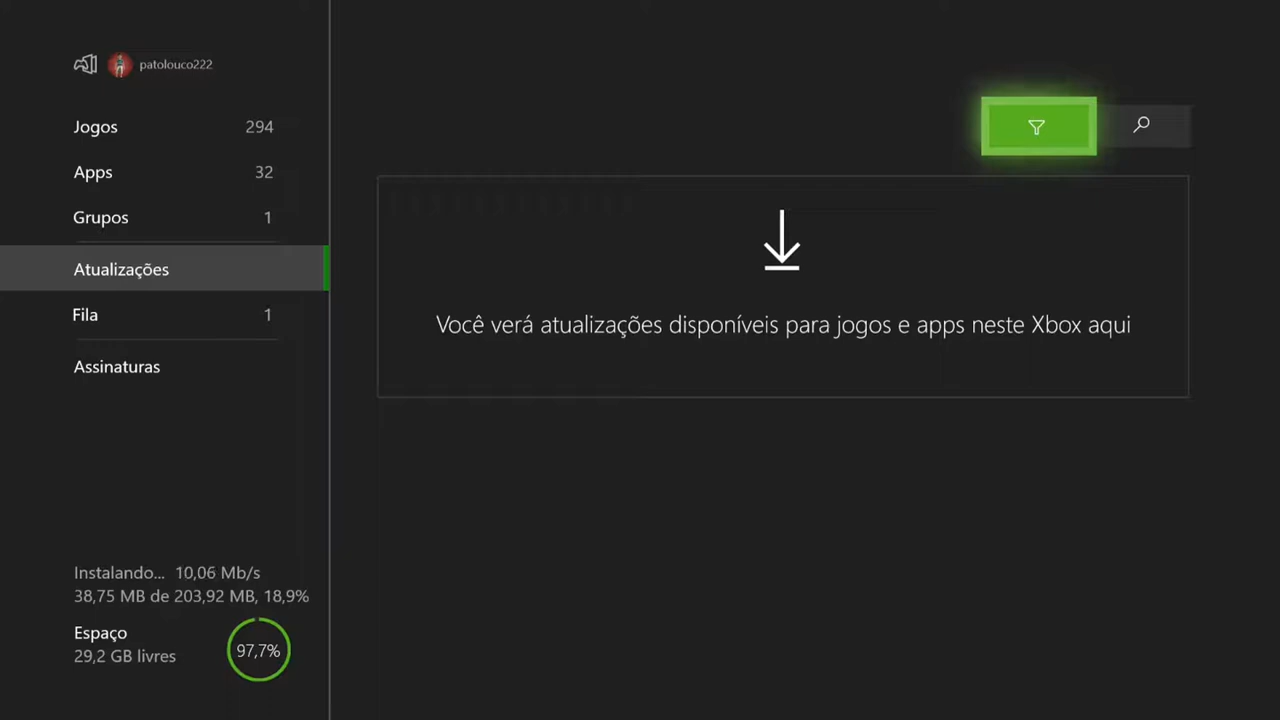 patolouco222
Jogos 294
Apps 32
Grupos 1
Atualizações
Fila 1
Assinaturas
Instalando... 10,06 Mb/s
38,75 MB de 203,92 MB, 18,9%
Espaço
29,2 GB livres
97,7%
Você verá atualizações disponíveis para jogos e apps neste Xbox aqui